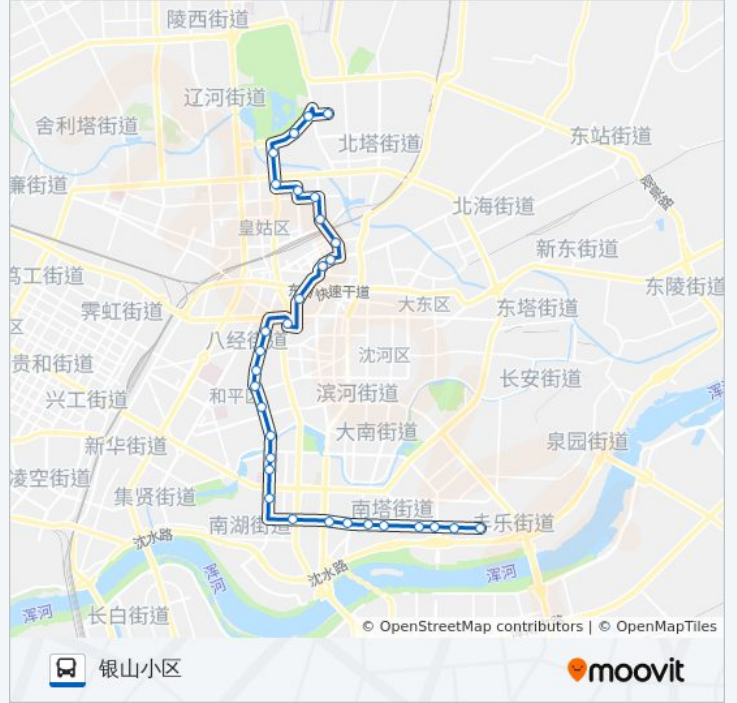 陵西街道
辽河街道
舍利塔街道
北塔街道
东站街道
廉街道
北海街道
皇姑区
新东街道
笃工街道
东陵街道
快速干道
大东区
东塔街道
霁虹街道
区
八经街道
沈河区
贵和街道
长安街道
兴工街道
和平区
滨河街道
浑
大南街道
新华街道
泉园街道
凌空街道
集贤街道
南塔街道
南湖街道
丰乐街道
沈水路
浑河
沈水路
浑河
浑河
长白街道
© OpenStreetMap contributors | © OpenMapTiles
银山小区
moovit